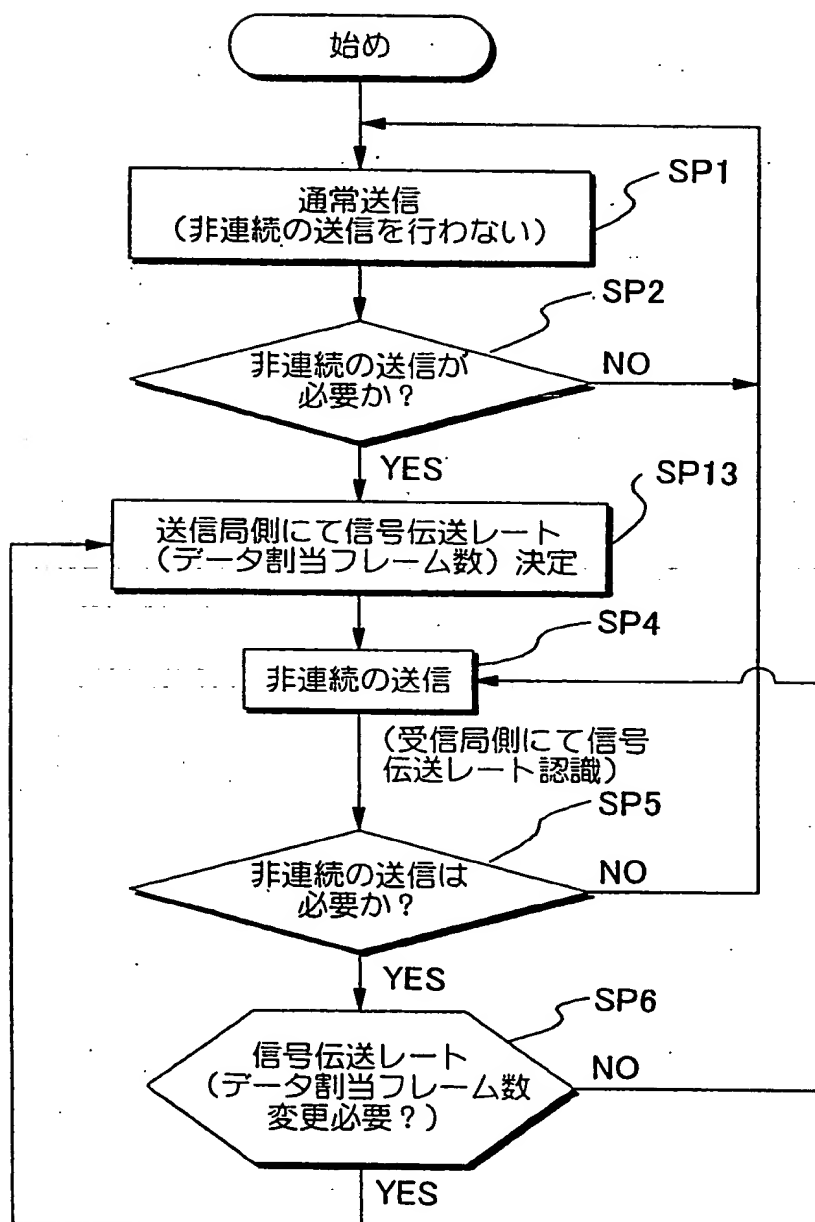 始め
SP1
通常送信
(非連続の送信を行わない)
SP2
非連続の送信が
必要か?
NO
YES
SP13
送信局側にて信号伝送レート
(データ割当フレーム数)決定
SP4
非連続の送信
(受信局側にて信号
伝送レート認識)
SP5
非連続の送信は
必要か?
NO
YES
SP6
信号伝送レート
(データ割当フレーム数
変更必要?)
NO
YES